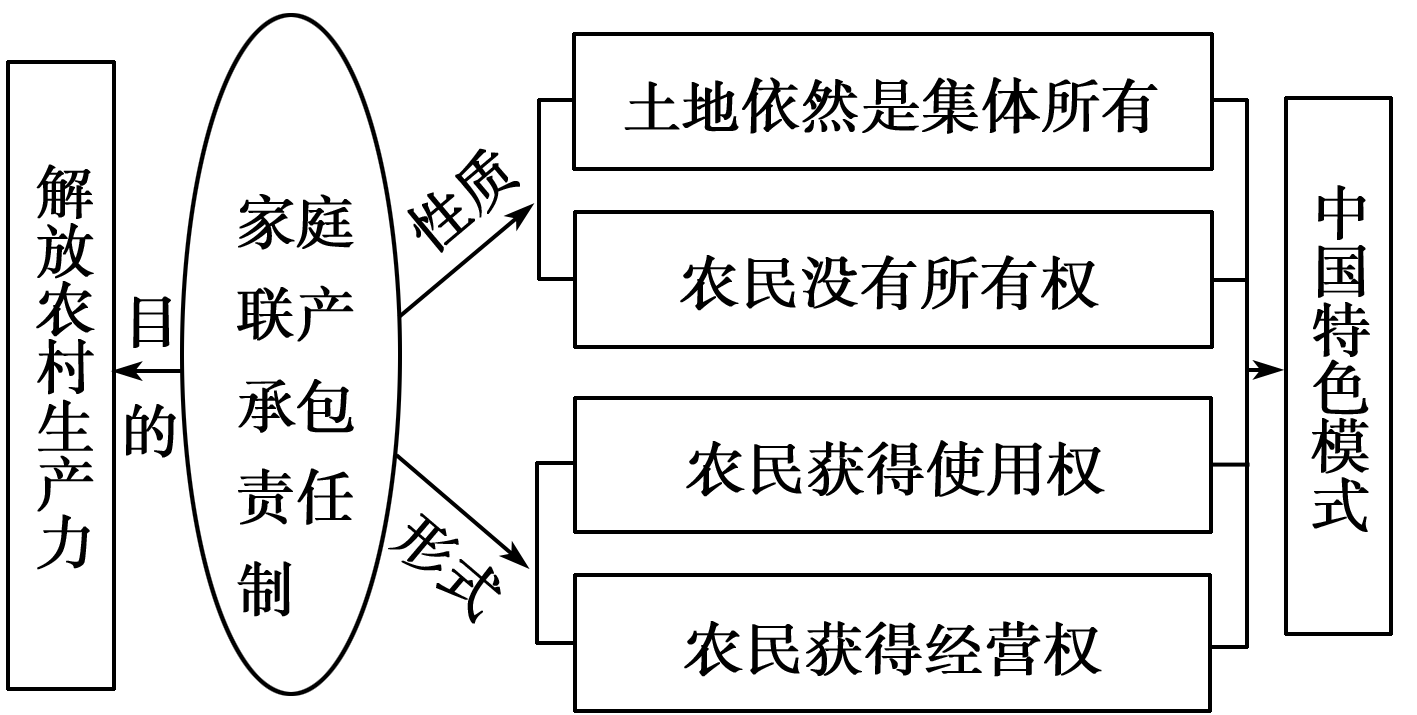 解放农村生产力
目的
家庭
联产
承包
责任
制
性质
形式
土地依然是集体所有
农民没有所有权
农民获得使用权
农民获得经营权
中国特色模式